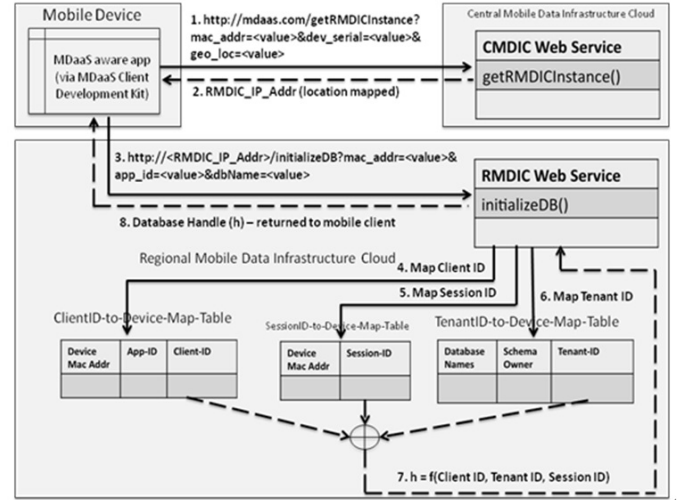 Mobile Device
MDaaS aware app
(via MDaaS Client
Development Kit)
1. http://mdaas.com/getRMDICInstance?
mac_addr=<value>&dev_serial=<value>&
geo_loc=<value>
2. RMDIC_IP_Addr (location mapped)
Central Mobile Data Infrastructure Cloud
CMDIC Web Service
getRMDICInstance()
3. http://<RMDIC_IP_Addr>/initializeDB?mac_addr=<value>&
app_id=<value>&dbName=<value>
8. Database Handle (h) – returned to mobile client
RMDIC Web Service
initializeDB()
Regional Mobile Data Infrastructure Cloud
4. Map Client ID
5. Map Session ID
6. Map Tenant ID
ClientID-to-Device-Map-Table
Device
Mac Addr
App-ID
Client-ID
SessionID-to-Device-Map-Table
Device
Mac Addr
Session-ID
TenantID-to-Device-Map-Table
Database
Names
Schema
Owner
Tenant-ID
7. h = f(Client ID, Tenant ID, Session ID)